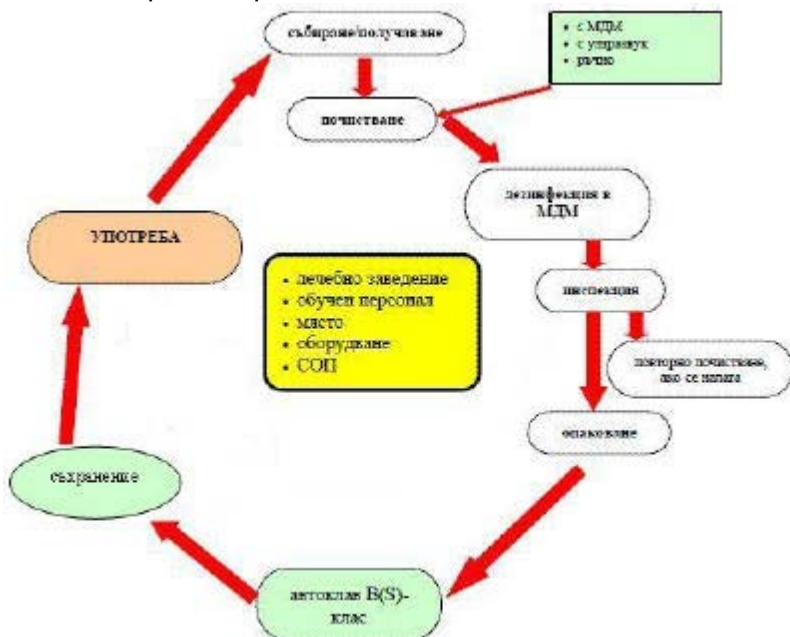 събиране/получаване
• с МДМ
• с ултразвук
• ръчно
почистване
дезинфекция в
МДМ
УПОТРЕБА
• лечебно заведение
• обучен персонал
• място
• оборудване
• СОП
инспекция
повторно почистване,
ако се налага
опаковане
съхранение
автоклав B(S)-
клас